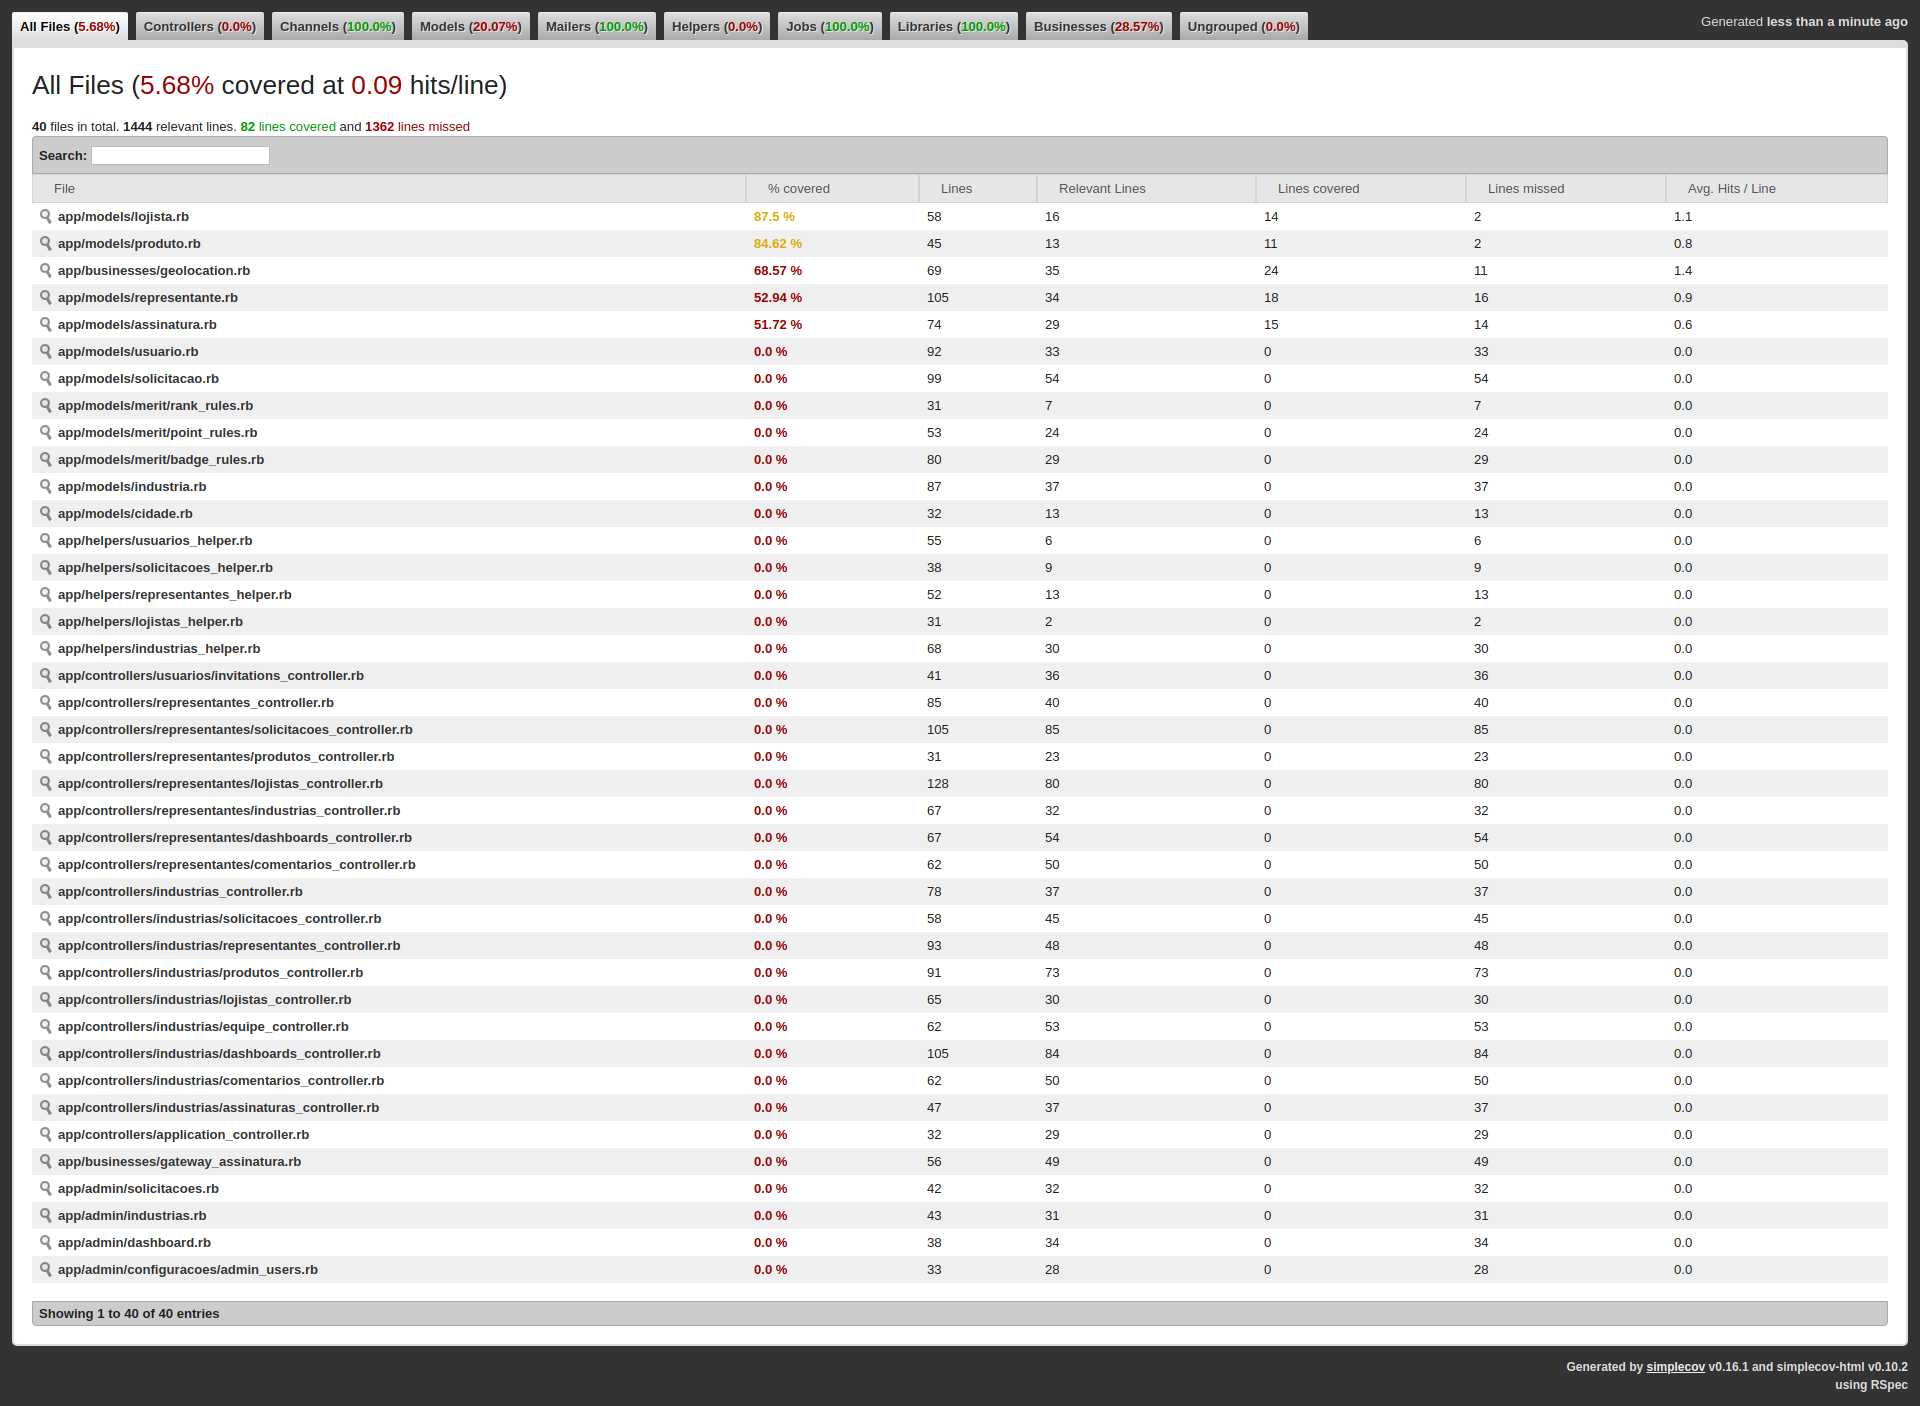 All Files (5.68%) Controllers (0.0%) Channels (100.0%) Models (20.07%) Mailers (100.0%) Helpers (0.0%) Jobs (100.0%) Libraries (100.0%) Businesses (28.57%) Ungrouped (0.0%) Generated less than a minute ago
All Files (5.68% covered at 0.09 hits/line)
40 files in total. 1444 relevant lines. 82 lines covered and 1362 lines missed
Search:
File % covered Lines Relevant Lines Lines covered Lines missed Avg. Hits / Line
app/models/lojista.rb 87.5 % 58 16 14 2 1.1
app/models/produto.rb 84.62 % 45 13 11 2 0.8
app/businesses/geolocation.rb 68.57 % 69 35 24 11 1.4
app/models/representante.rb 52.94 % 105 34 18 16 0.9
app/models/assinatura.rb 51.72 % 74 29 15 14 0.6
app/models/usuario.rb 0.0 % 92 33 0 33 0.0
app/models/solicitacao.rb 0.0 % 99 54 0 54 0.0
app/models/merit/rank_rules.rb 0.0 % 31 7 0 7 0.0
app/models/merit/point_rules.rb 0.0 % 53 24 0 24 0.0
app/models/merit/badge_rules.rb 0.0 % 80 29 0 29 0.0
app/models/industria.rb 0.0 % 87 37 0 37 0.0
app/models/cidade.rb 0.0 % 32 13 0 13 0.0
app/helpers/usuarios_helper.rb 0.0 % 55 6 0 6 0.0
app/helpers/solicitacoes_helper.rb 0.0 % 38 9 0 9 0.0
app/helpers/representantes_helper.rb 0.0 % 52 13 0 13 0.0
app/helpers/lojistas_helper.rb 0.0 % 31 2 0 2 0.0
app/helpers/industrias_helper.rb 0.0 % 68 30 0 30 0.0
app/controllers/usuarios/invitations_controller.rb 0.0 % 41 36 0 36 0.0
app/controllers/representantes_controller.rb 0.0 % 85 40 0 40 0.0
app/controllers/representantes/solicitacoes_controller.rb 0.0 % 105 85 0 85 0.0
app/controllers/representantes/produtos_controller.rb 0.0 % 31 23 0 23 0.0
app/controllers/representantes/lojistas_controller.rb 0.0 % 128 80 0 80 0.0
app/controllers/representantes/industrias_controller.rb 0.0 % 67 32 0 32 0.0
app/controllers/representantes/dashboards_controller.rb 0.0 % 67 54 0 54 0.0
app/controllers/representantes/comentarios_controller.rb 0.0 % 62 50 0 50 0.0
app/controllers/industrias_controller.rb 0.0 % 78 37 0 37 0.0
app/controllers/industrias/solicitacoes_controller.rb 0.0 % 58 45 0 45 0.0
app/controllers/industrias/representantes_controller.rb 0.0 % 93 48 0 48 0.0
app/controllers/industrias/produtos_controller.rb 0.0 % 91 73 0 73 0.0
app/controllers/industrias/lojistas_controller.rb 0.0 % 65 30 0 30 0.0
app/controllers/industrias/equipe_controller.rb 0.0 % 62 53 0 53 0.0
app/controllers/industrias/dashboards_controller.rb 0.0 % 105 84 0 84 0.0
app/controllers/industrias/comentarios_controller.rb 0.0 % 62 50 0 50 0.0
app/controllers/industrias/assinaturas_controller.rb 0.0 % 47 37 0 37 0.0
app/controllers/application_controller.rb 0.0 % 32 29 0 29 0.0
app/businesses/gateway_assinatura.rb 0.0 % 56 49 0 49 0.0
app/admin/solicitacoes.rb 0.0 % 42 32 0 32 0.0
app/admin/industrias.rb 0.0 % 43 31 0 31 0.0
app/admin/dashboard.rb 0.0 % 38 34 0 34 0.0
app/admin/configuracoes/admin_users.rb 0.0 % 33 28 0 28 0.0
Showing 1 to 40 of 40 entries
Generated by simplecov v0.16.1 and simplecov-html v0.10.2
using RSpec